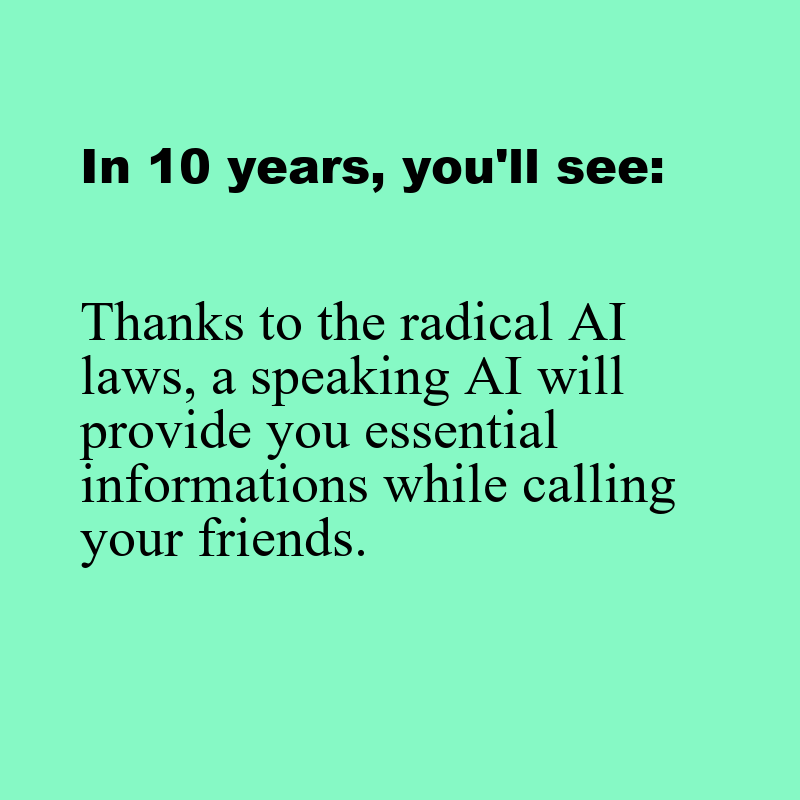 In 10 years, you'll see:
Thanks to the radical AI
laws, a speaking AI will
provide you essential
informations while calling
your friends.